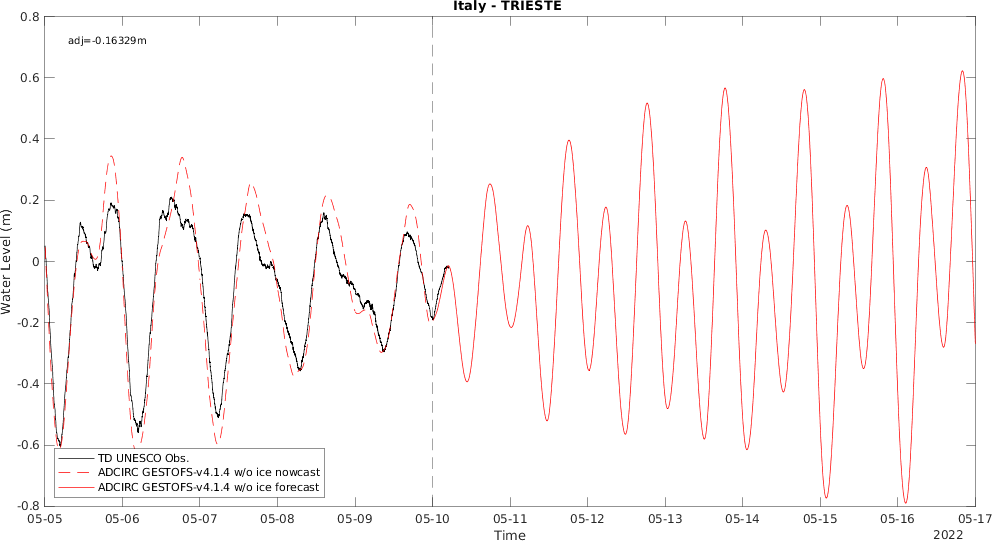 Italy - TRIESTE
adj=-0.16329m
0.8
0.6
0.4
0.2
0
-0.2
-0.4
-0.6
-0.8
Water Level (m)
TD UNESCO Obs.
ADCIRC GESTOFS-v4.1.4 w/o ice nowcast
ADCIRC GESTOFS-v4.1.4 w/o ice forecast
05-05 05-06 05-07 05-08 05-09 05-10 05-11 05-12 05-13 05-14 05-15 05-16 05-17
Time
2022